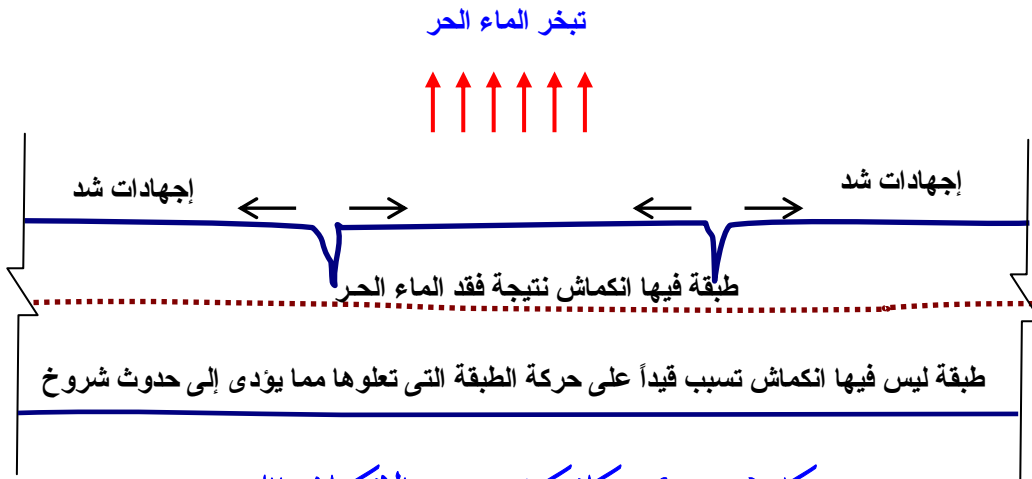 تبخر الماء الحر
إجهادات شد
إجهادات شد
طبقة فيها انكماش نتيجة فقد الماء الحر
طبقة ليس فيها انكماش تسبب قيداً على حركة الطبقة التى تعلوها مما يؤدى إلى حدوث شروخ